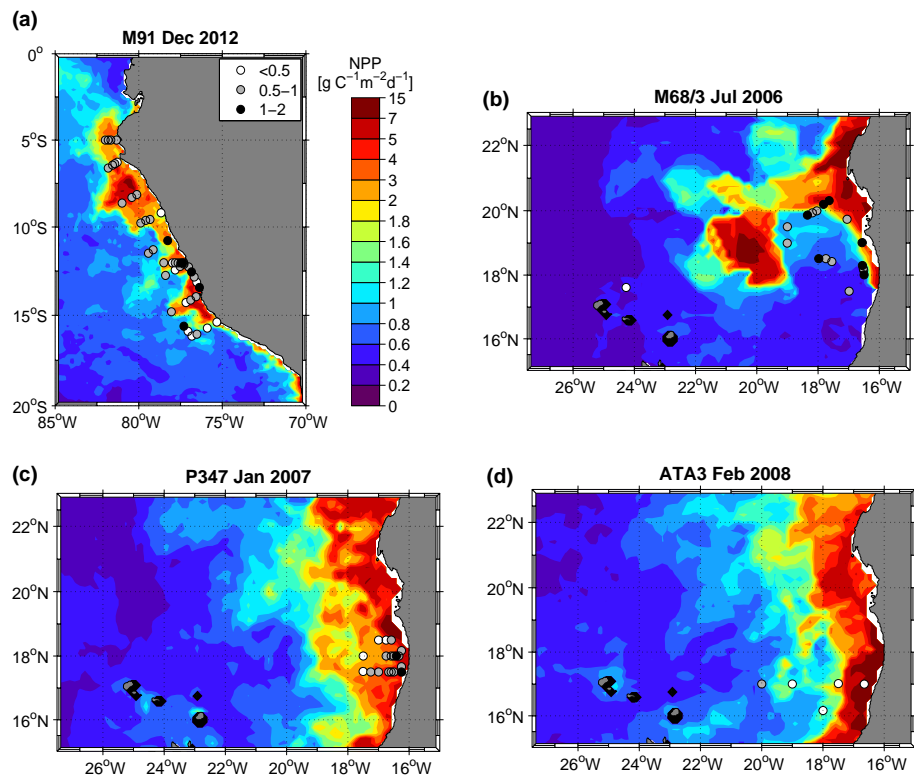 (a)
M91 Dec 2012
0°
5°S
10°S
15°S
20°S
85°W 80°W 75°W 70°W
<0.5
0.5–1
1–2
NPP
[g C⁻¹m⁻²d⁻¹]
15
7
5
4
3
2
1.8
1.6
1.4
1.2
1
0.8
0.6
0.4
0.2
0
(b)
M68/3 Jul 2006
22°N
20°N
18°N
16°N
26°W 24°W 22°W 20°W 18°W 16°W
(c)
P347 Jan 2007
22°N
20°N
18°N
16°N
26°W 24°W 22°W 20°W 18°W 16°W
(d)
ATA3 Feb 2008
22°N
20°N
18°N
16°N
26°W 24°W 22°W 20°W 18°W 16°W